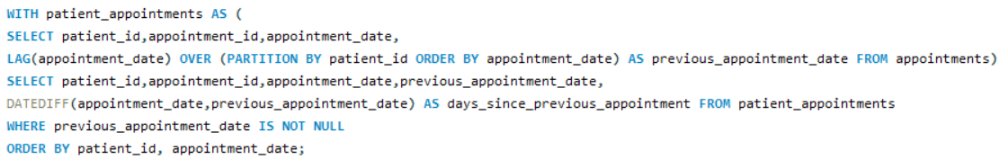 WITH patient_appointments AS (
SELECT patient_id,appointment_id,appointment_date,
LAG(appointment_date) OVER (PARTITION BY patient_id ORDER BY appointment_date) AS previous_appointment_date FROM appointments)
SELECT patient_id,appointment_id,appointment_date,previous_appointment_date,
DATEDIFF(appointment_date,previous_appointment_date) AS days_since_previous_appointment FROM patient_appointments
WHERE previous_appointment_date IS NOT NULL
ORDER BY patient_id, appointment_date;